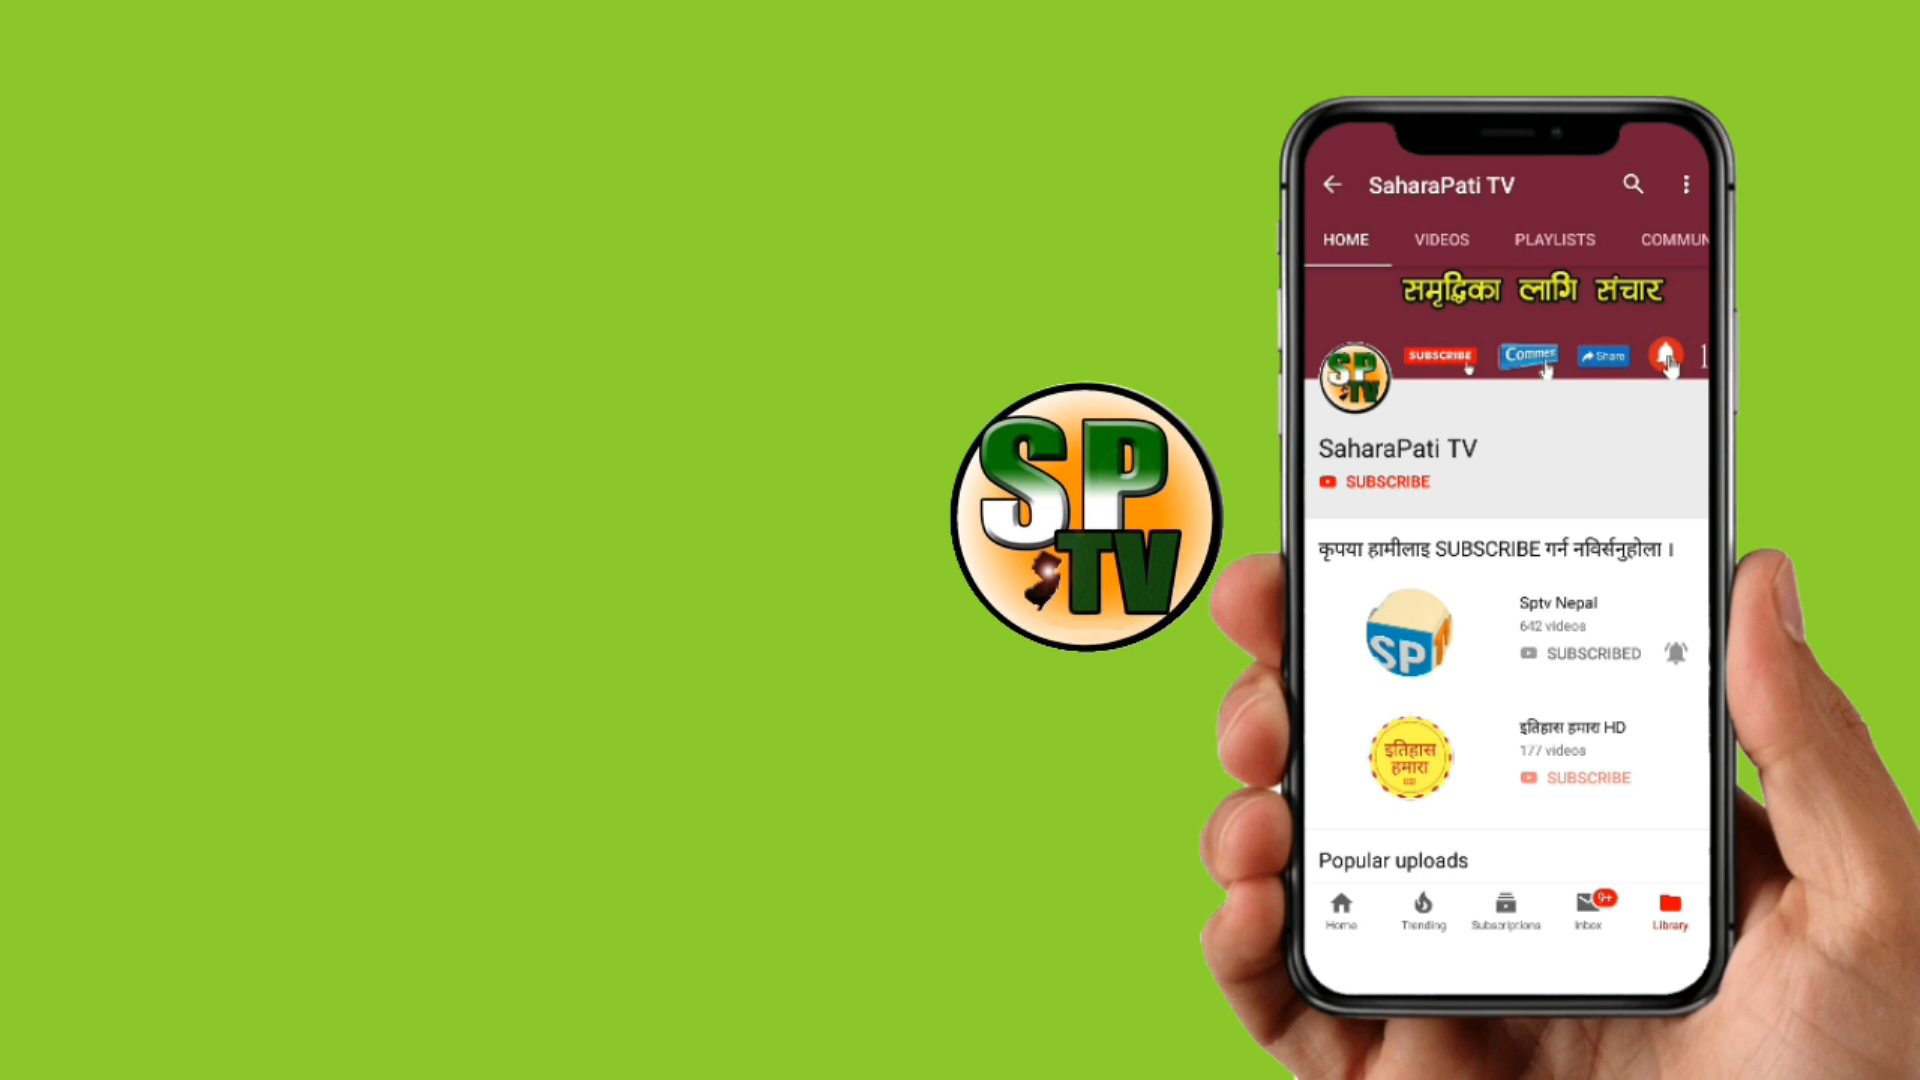 SP
TV
SaharaPati TV
HOME VIDEOS PLAYLISTS COMMUN
समृद्धिका लागि संचार
SP
TV
SUBSCRIBE Share
SaharaPati TV
SUBSCRIBE
कृपया हामीलाइ SUBSCRIBE गर्न नविर्सनुहोला ।
SP
Sptv Nepal
642 videos
SUBSCRIBED
इतिहास
हमारा
इतिहास हमारा HD
177 videos
SUBSCRIBE
Popular uploads
9+
Home Trending Subscriptions Inbox Library